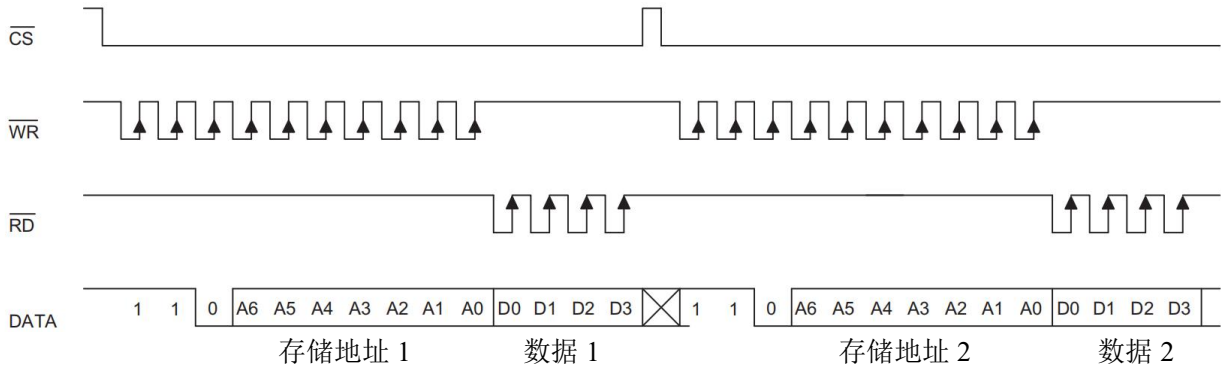 CS
WR
RD
DATA 1 1 0 A6 A5 A4 A3 A2 A1 A0 D0 D1 D2 D3 1 1 0 A6 A5 A4 A3 A2 A1 A0 D0 D1 D2 D3
存储地址 1 数据 1 存储地址 2 数据 2